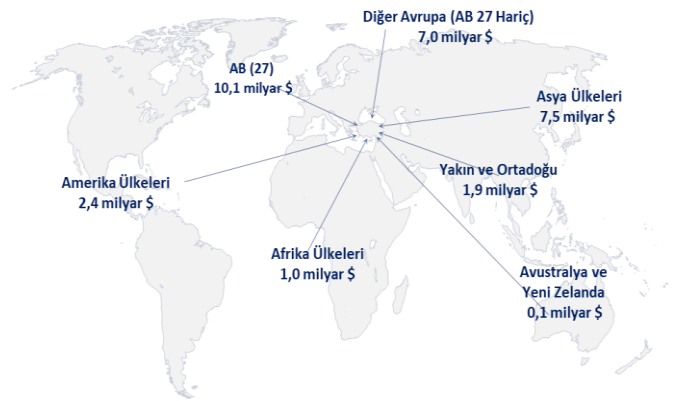 Diğer Avrupa (AB 27 Hariç)
7,0 milyar $
AB (27)
10,1 milyar $
Asya Ülkeleri
7,5 milyar $
Yakın ve Ortadoğu
1,9 milyar $
Amerika Ülkeleri
2,4 milyar $
Afrika Ülkeleri
1,0 milyar $
Avustralya ve
Yeni Zelanda
0,1 milyar $